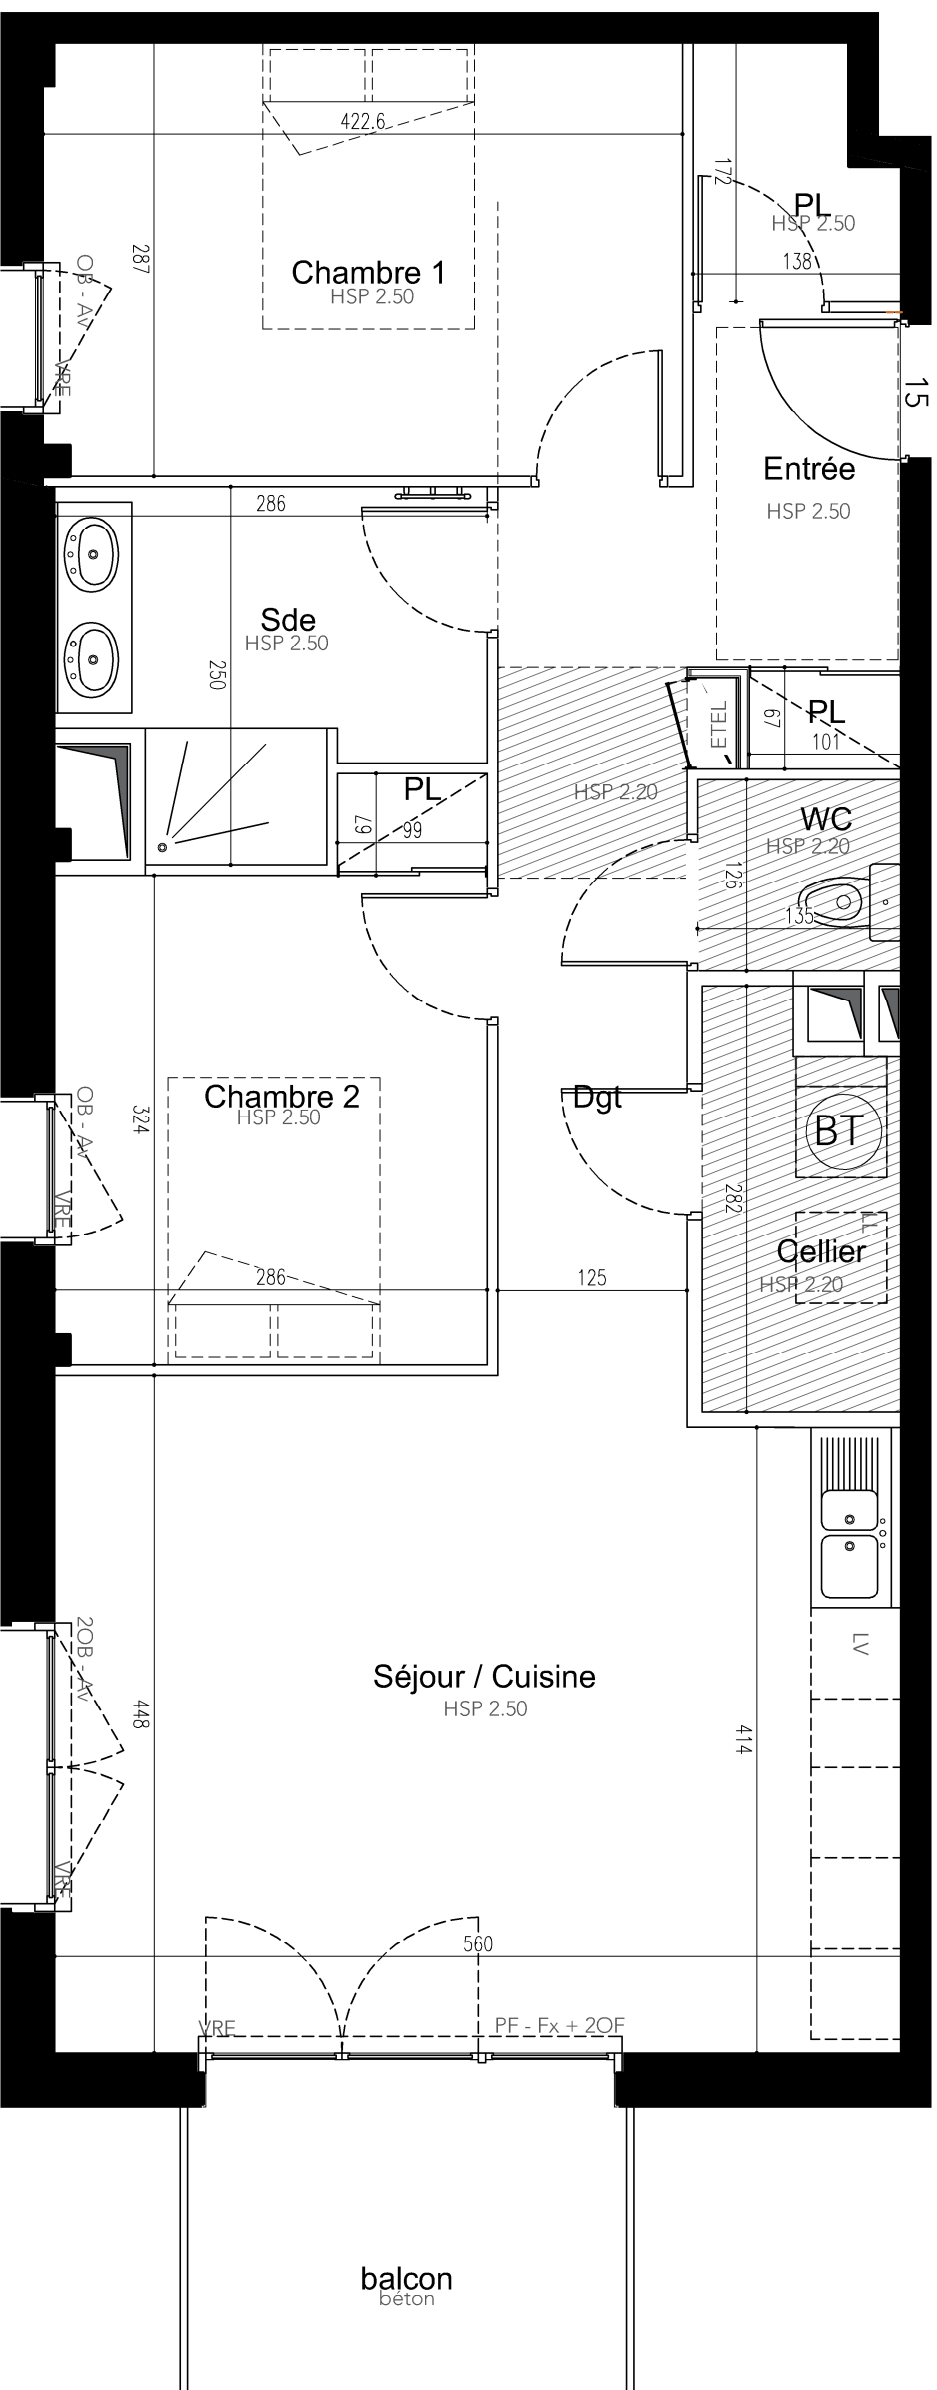 422.6
172
PL
HSP 2.50
138
287
OB - Av
Chambre 1
HSP 2.50
VRE
15
Entrée
HSP 2.50
286
Sde
HSP 2.50
250
ETEL
67
PL
101
HSP 2.20
PL
67
99
WC
HSP 2.20
126
135
OB - Av
324
Chambre 2
HSP 2.50
Dgt
BT
VRE
282
LL
Cellier
HSP 2.20
286
125
2OB - Av
LV
Séjour / Cuisine
HSP 2.50
448
414
VRE
560
VRE
PF - Fx + 2OF
balcon
béton